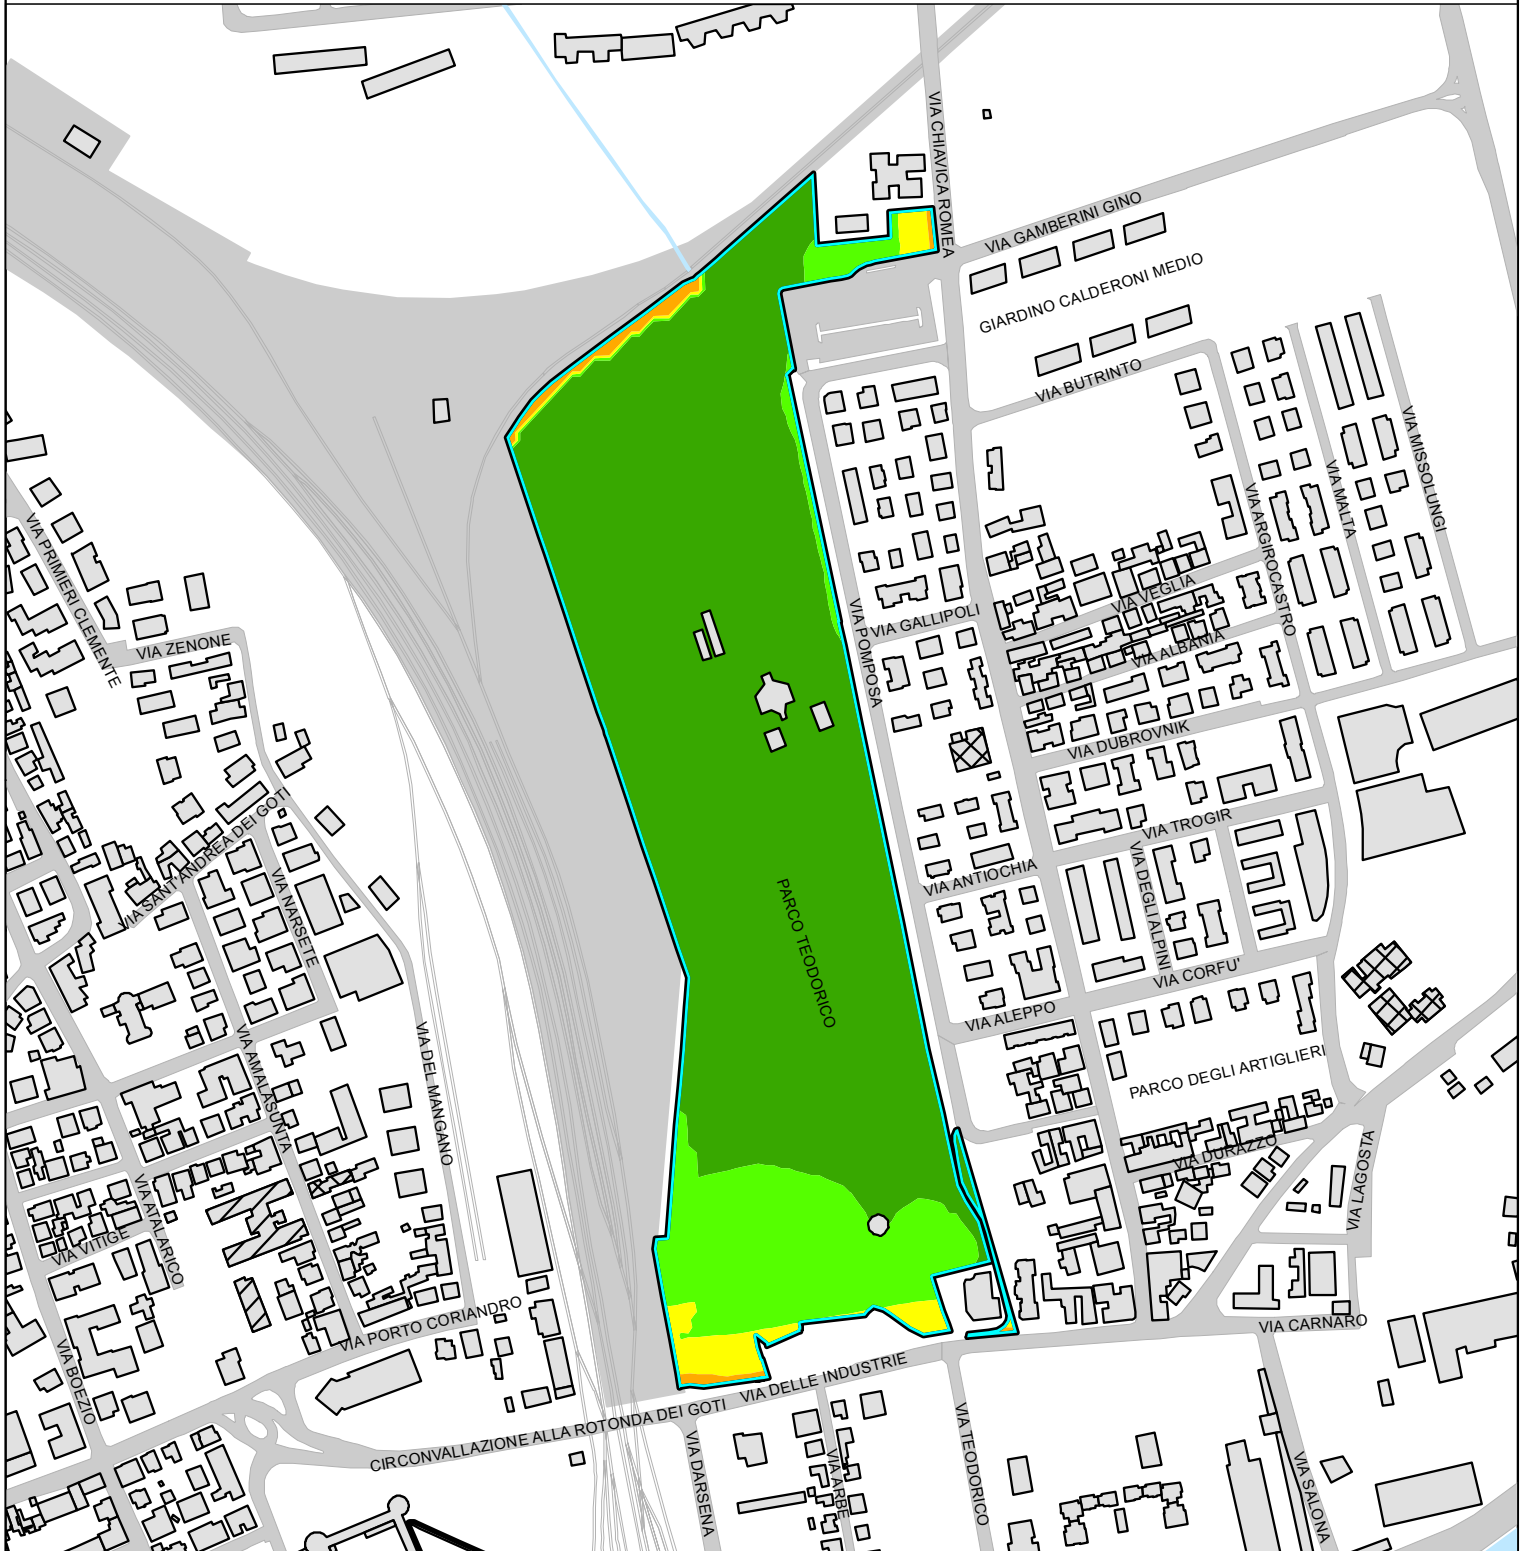 VIA CHIAVICA ROMEA
VIA GAMBERINI GINO
GIARDINO CALDERONI MEDIO
VIA BUTRINTO
VIA MISSOLUNGI
VIA MALTA
VIA ARGIROCASTRO
VIA PRIMIERI CLEMENTE
VIA ZENONE
VIA POMPOSA
VIA GALLIPOLI
VIA VEGLIA
VIA ALBANIA
VIA DUBROVNIK
VIA TROGIR
VIA SANT'ANDREA DEI GOTI
VIA NARSETE
PARCO TEODORICO
VIA ANTIOCHIA
VIA DEGLI ALPINI
VIA CORFU'
VIA ALEPPO
VIA AMALASUNTA
VIA DEL MANGANO
PARCO DEGLI ARTIGLIERI
VIA DURAZZO
VIA LAGOSTA
VIA ATALARICO
VIA VITIGE
VIA PORTO CORIANDRO
VIA CARNARO
VIA BOEZIO
VIA DELLE INDUSTRIE
CIRCONVALLAZIONE ALLA ROTONDA DEI GOTI
VIA DARSENA
VIA ARBE
VIA TEODORICO
VIA SALONA